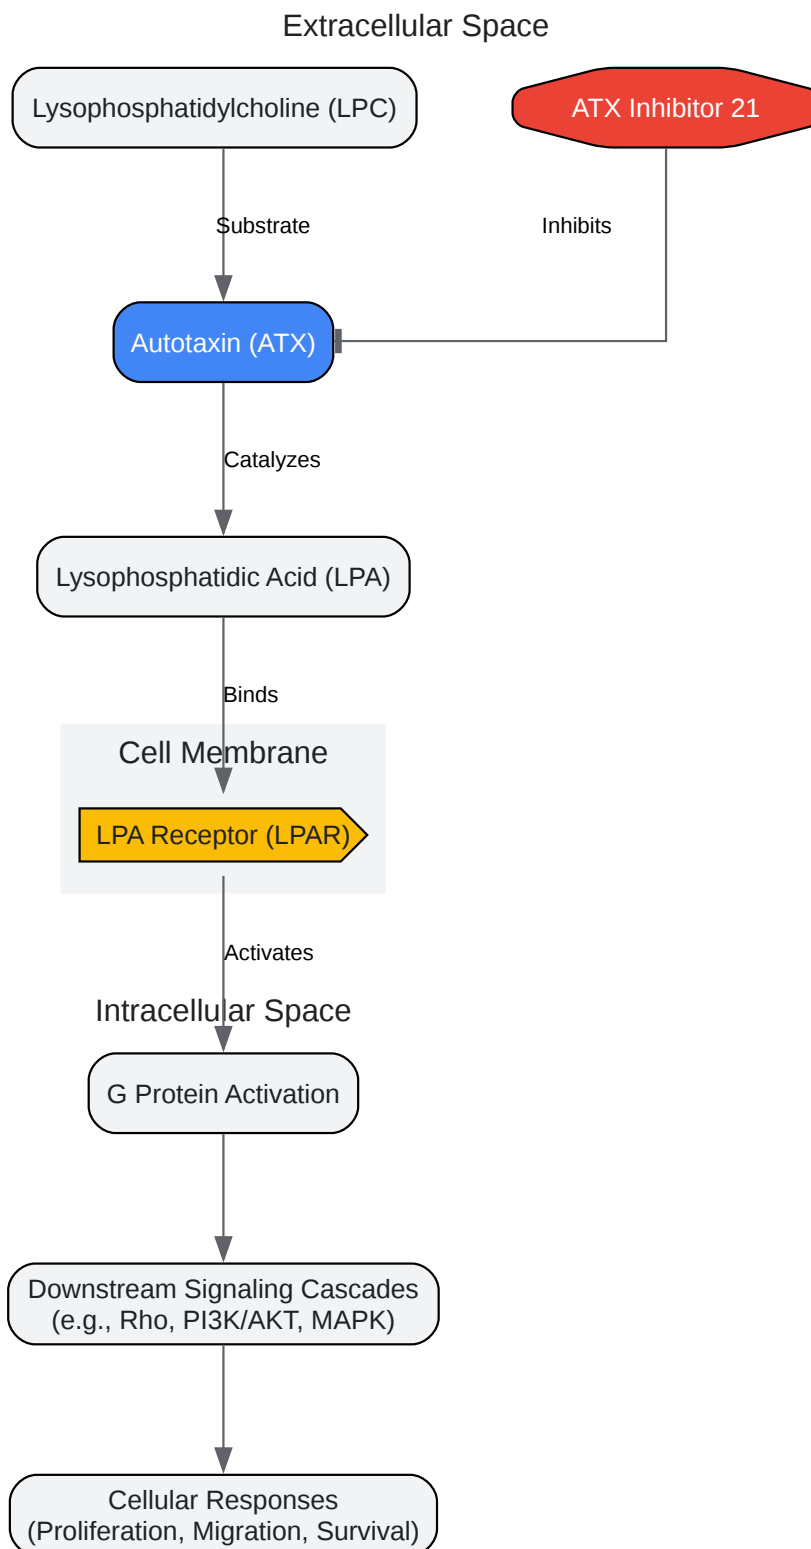 Extracellular Space
Lysophosphatidylcholine (LPC)
ATX Inhibitor 21
Substrate
Inhibits
Autotaxin (ATX)
Catalyzes
Lysophosphatidic Acid (LPA)
Binds
Cell Membrane
LPA Receptor (LPAR)
Activates
Intracellular Space
G Protein Activation
Downstream Signaling Cascades
(e.g., Rho, PI3K/AKT, MAPK)
Cellular Responses
(Proliferation, Migration, Survival)